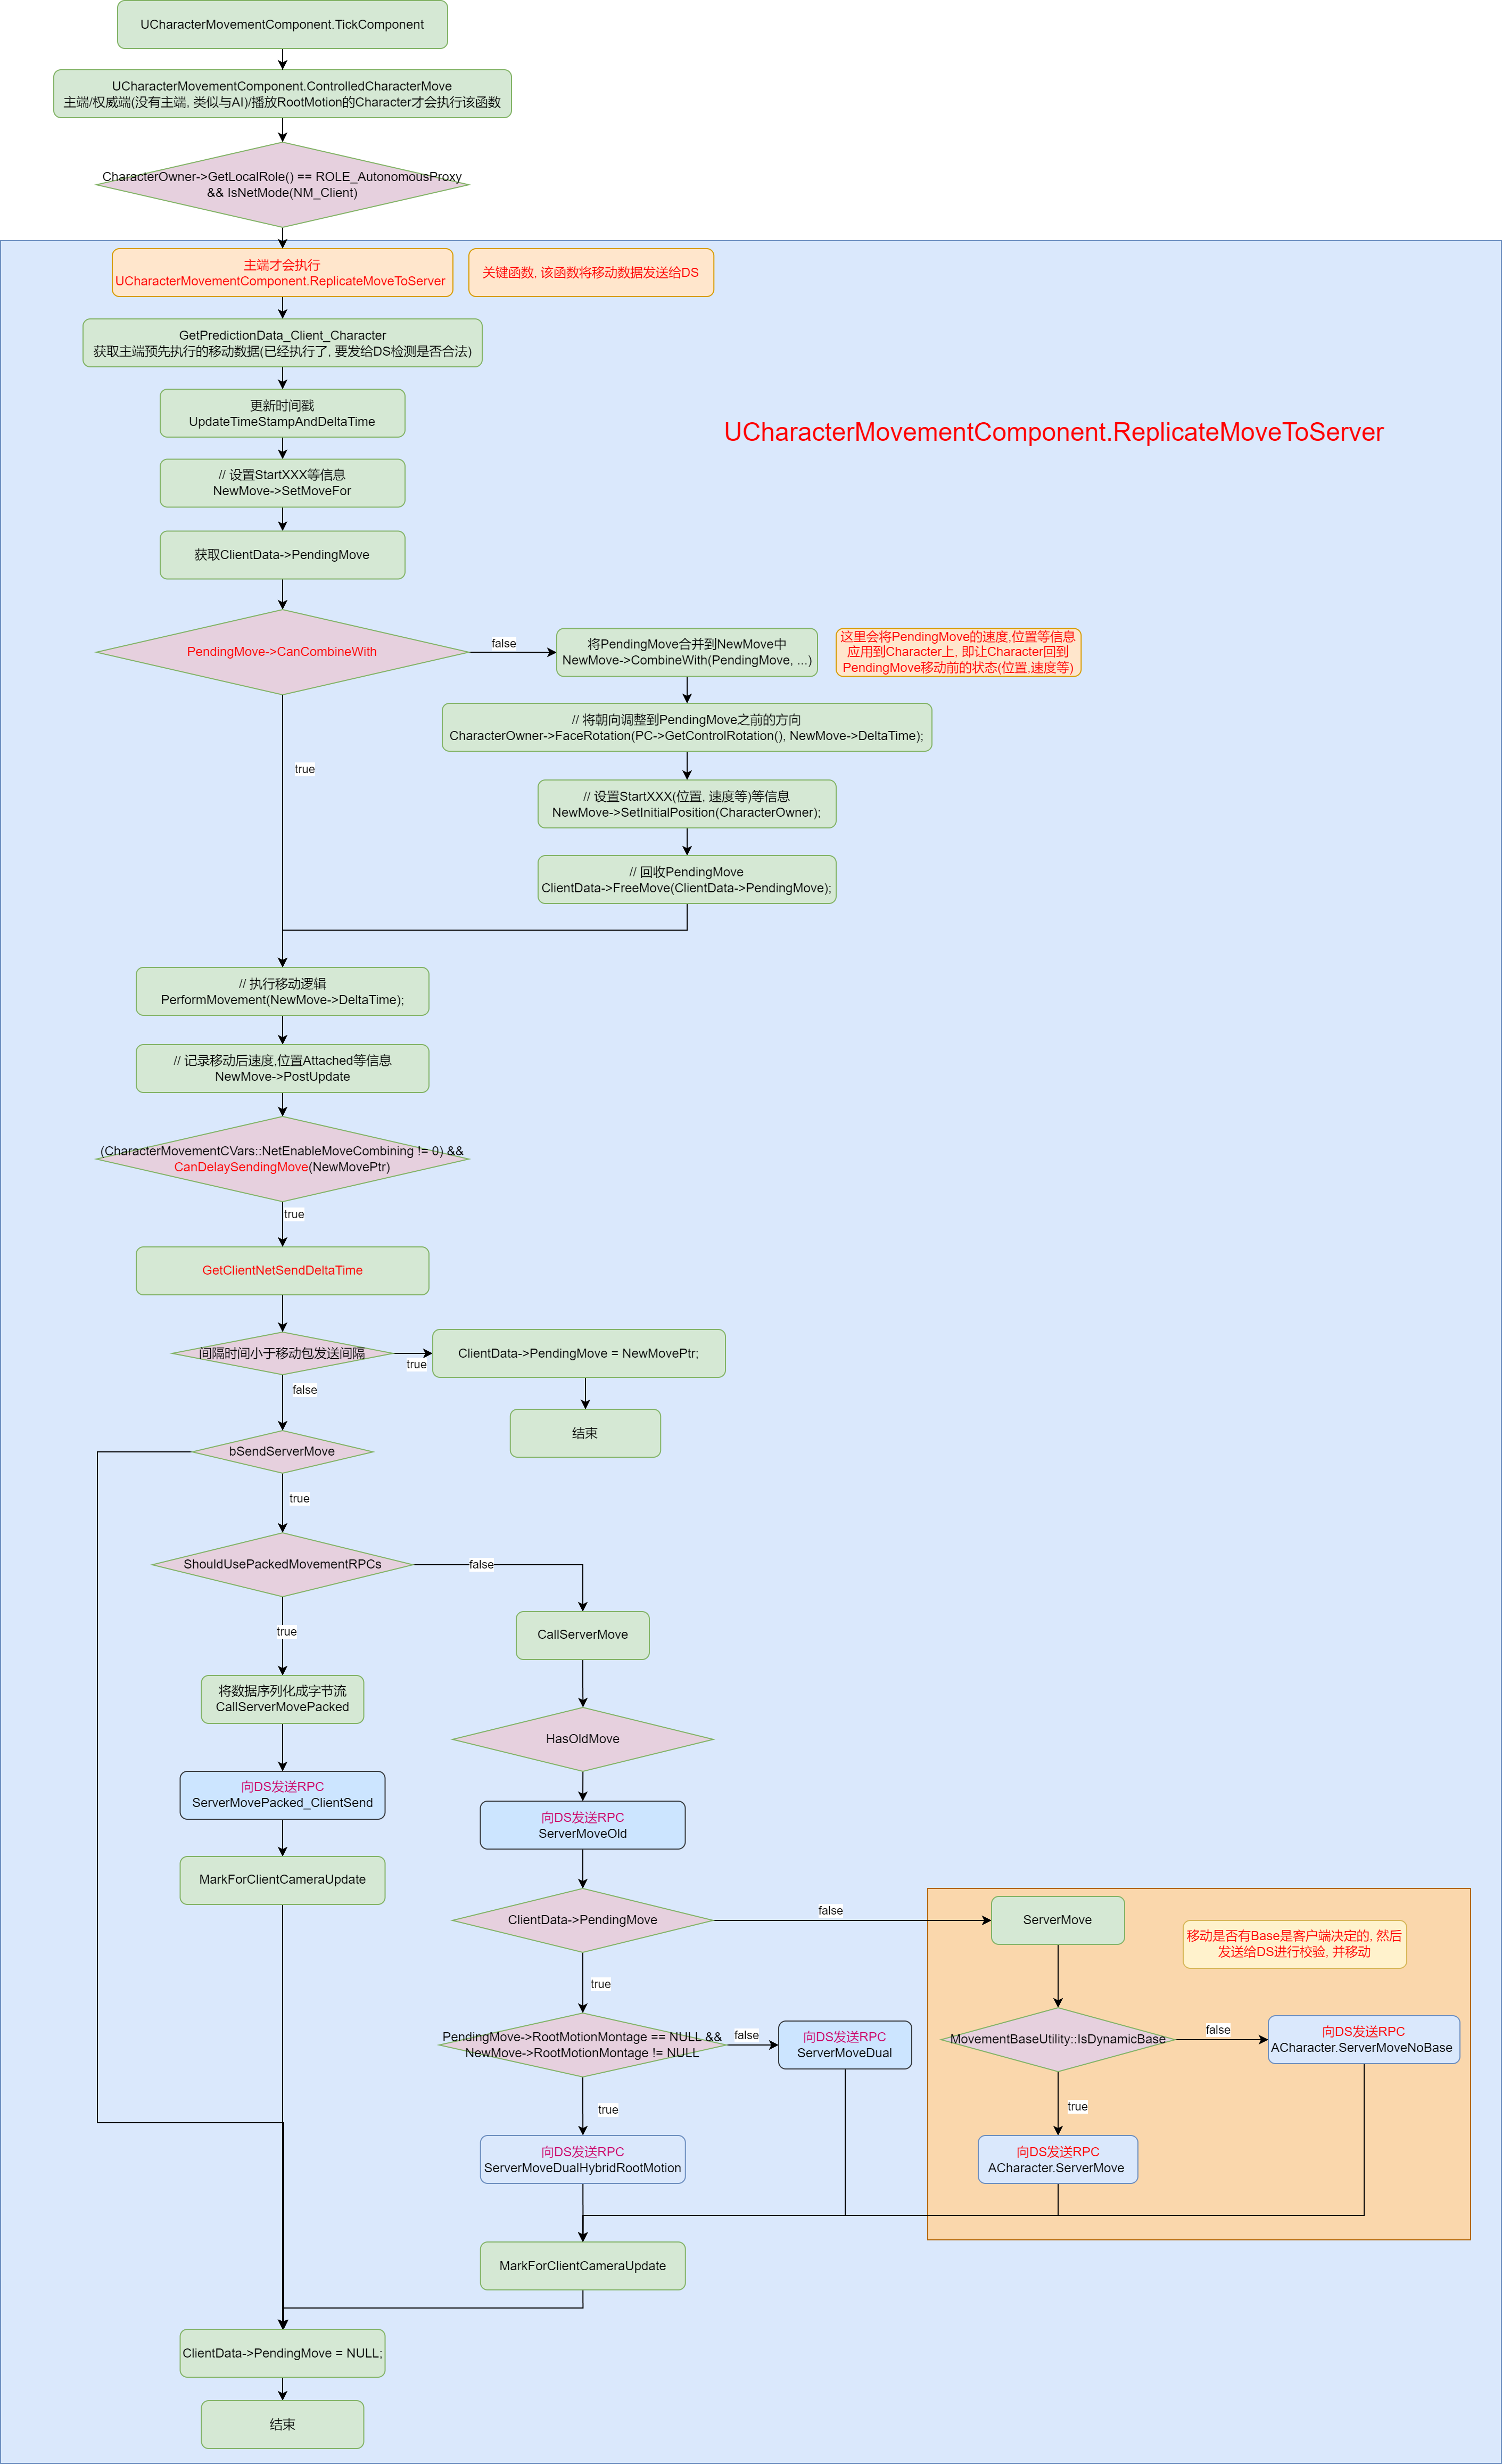 UCharacterMovementComponent.TickComponent
UCharacterMovementComponent.ControlledCharacterMove
主端/权威端(没有主端, 类似与AI)/播放RootMotion的Character才会执行该函数
CharacterOwner->GetLocalRole() == ROLE_AutonomousProxy
&& IsNetMode(NM_Client)
主端才会执行
UCharacterMovementComponent.ReplicateMoveToServer
关键函数, 该函数将移动数据发送给DS
GetPredictionData_Client_Character
获取主端预先执行的移动数据(已经执行了, 要发给DS检测是否合法)
更新时间戳
UpdateTimeStampAndDeltaTime
UCharacterMovementComponent.ReplicateMoveToServer
// 设置StartXXX等信息
NewMove->SetMoveFor
获取ClientData->PendingMove
PendingMove->CanCombineWith
false
将PendingMove合并到NewMove中
NewMove->CombineWith(PendingMove, ...)
这里会将PendingMove的速度,位置等信息
应用到Character上, 即让Character回到
PendingMove移动前的状态(位置,速度等)
// 将朝向调整到PendingMove之前的方向
CharacterOwner->FaceRotation(PC->GetControlRotation(), NewMove->DeltaTime);
true
// 设置StartXXX(位置, 速度等)等信息
NewMove->SetInitialPosition(CharacterOwner);
// 回收PendingMove
ClientData->FreeMove(ClientData->PendingMove);
// 执行移动逻辑
PerformMovement(NewMove->DeltaTime);
// 记录移动后速度,位置Attached等信息
NewMove->PostUpdate
(CharacterMovementCVars::NetEnableMoveCombining != 0) &&
CanDelaySendingMove(NewMovePtr)
true
GetClientNetSendDeltaTime
间隔时间小于移动包发送间隔
true
ClientData->PendingMove = NewMovePtr;
false
结束
bSendServerMove
true
ShouldUsePackedMovementRPCs
false
true
CallServerMove
将数据序列化成字节流
CallServerMovePacked
HasOldMove
向DS发送RPC
ServerMovePacked_ClientSend
向DS发送RPC
ServerMoveOld
MarkForClientCameraUpdate
ClientData->PendingMove
false
ServerMove
移动是否有Base是客户端决定的, 然后
发送给DS进行校验, 并移动
true
PendingMove->RootMotionMontage == NULL &&
NewMove->RootMotionMontage != NULL
false
向DS发送RPC
ServerMoveDual
MovementBaseUtility::IsDynamicBase
false
向DS发送RPC
ACharacter.ServerMoveNoBase
true
true
向DS发送RPC
ServerMoveDualHybridRootMotion
向DS发送RPC
ACharacter.ServerMove
MarkForClientCameraUpdate
ClientData->PendingMove = NULL;
结束